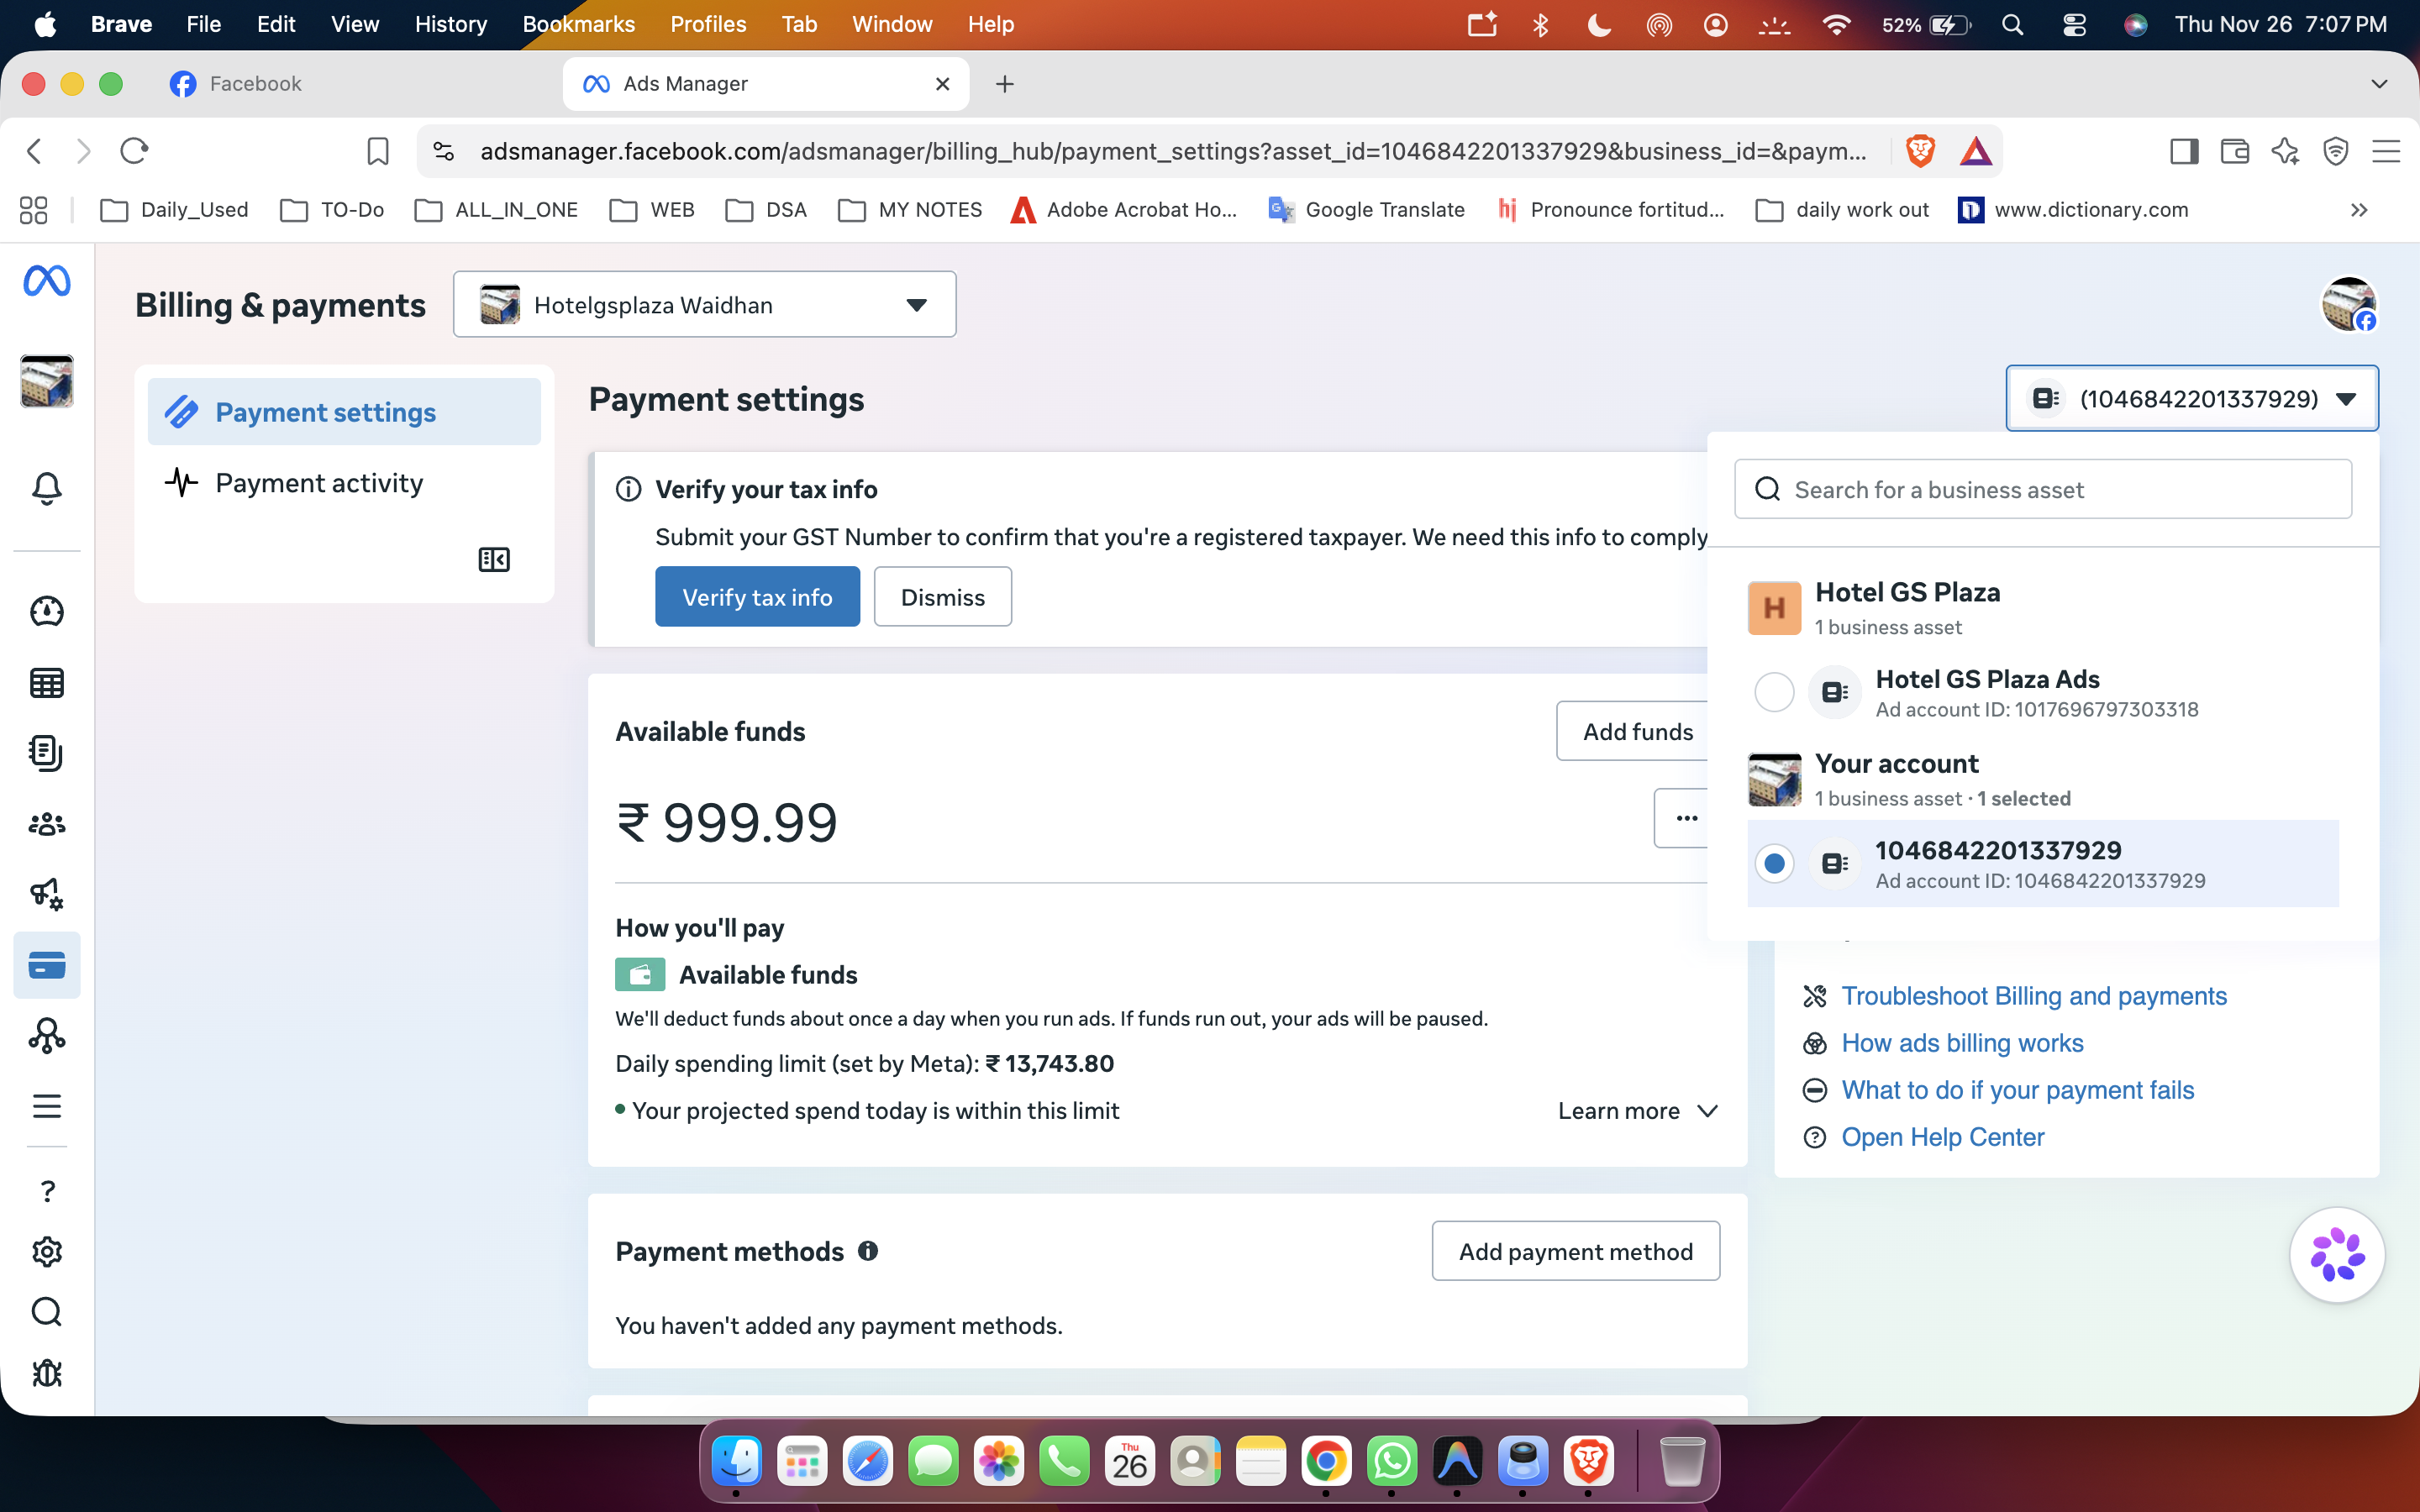 Brave File Edit View History Bookmarks Profiles Tab Window Help 52% Thu Nov 26 7:07 PM
Facebook Ads Manager
adsmanager.facebook.com/adsmanager/billing_hub/payment_settings?asset_id=1046842201337929&business_id=&paym...
Daily_Used TO-Do ALL_IN_ONE WEB DSA MY NOTES Adobe Acrobat Ho... Google Translate hj Pronounce fortitud... daily work out www.dictionary.com
Billing & payments Hotelgsplaza Waidhan
Payment settings
Payment activity
Payment settings
(1046842201337929)
Verify your tax info
Submit your GST Number to confirm that you're a registered taxpayer. We need this info to comply
Verify tax info Dismiss
Search for a business asset
H
Hotel GS Plaza
1 business asset
Hotel GS Plaza Ads
Ad account ID: 1017696797303318
Your account
1 business asset · 1 selected
1046842201337929
Ad account ID: 1046842201337929
Available funds Add funds
₹ 999.99
How you'll pay
Available funds
We'll deduct funds about once a day when you run ads. If funds run out, your ads will be paused.
Daily spending limit (set by Meta): ₹ 13,743.80
Your projected spend today is within this limit Learn more
Troubleshoot Billing and payments
How ads billing works
What to do if your payment fails
Open Help Center
Payment methods Add payment method
You haven't added any payment methods.
Thu
26